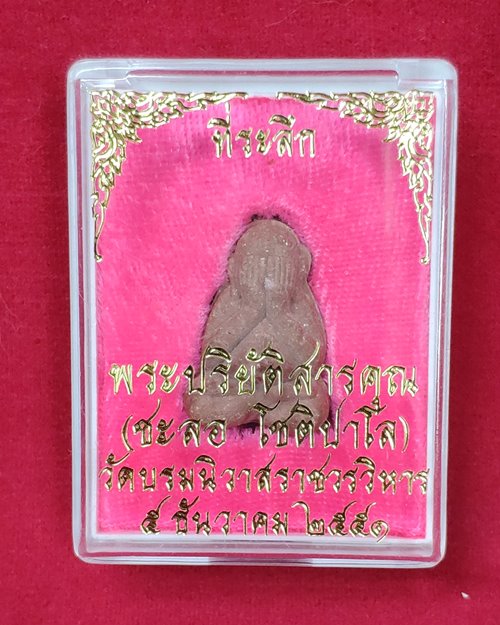 ที่ระลึก
พระปริยัติสารคุณ
(ชะลอ โชติปาโล)
วัดบรมนิวาสราชวรวิหาร
๕ ธันวาคม ๒๕๕๑